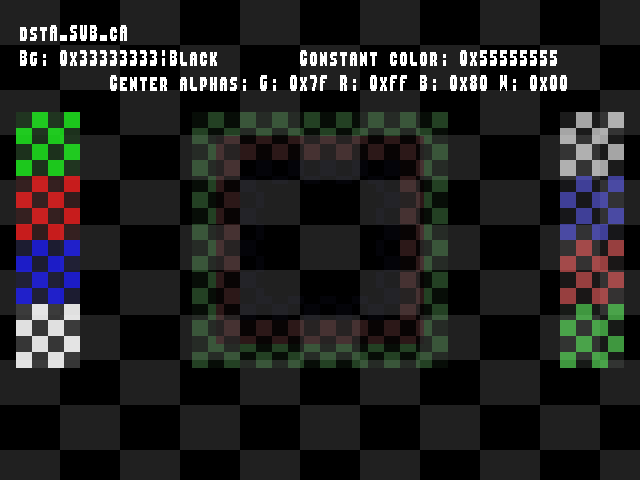 dstA_SUB_cA
Bg: 0x33333333¦Black Constant color: 0x55555555
Center alphas: G: 0x7F R: 0xFF B: 0x80 W: 0x00